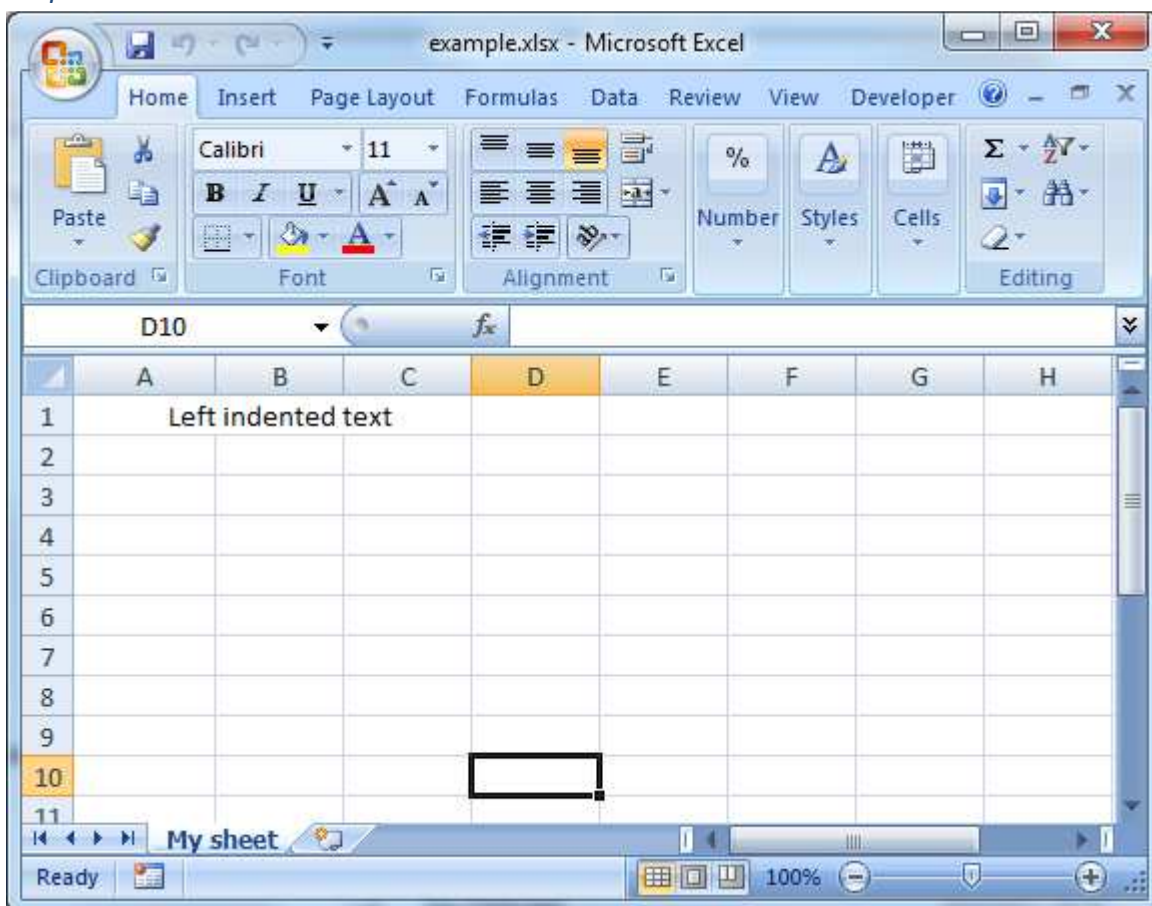 example.xlsx - Microsoft Excel
Home Insert Page Layout Formulas Data Review View Developer
Calibri 11
B I U A A
Paste
A
% Number Styles Cells
Σ
Clipboard Font Alignment Editing
D10 fx
A B C D E F G H
1 Left indented text
2
3
4
5
6
7
8
9
10
11
My sheet
Ready 100%